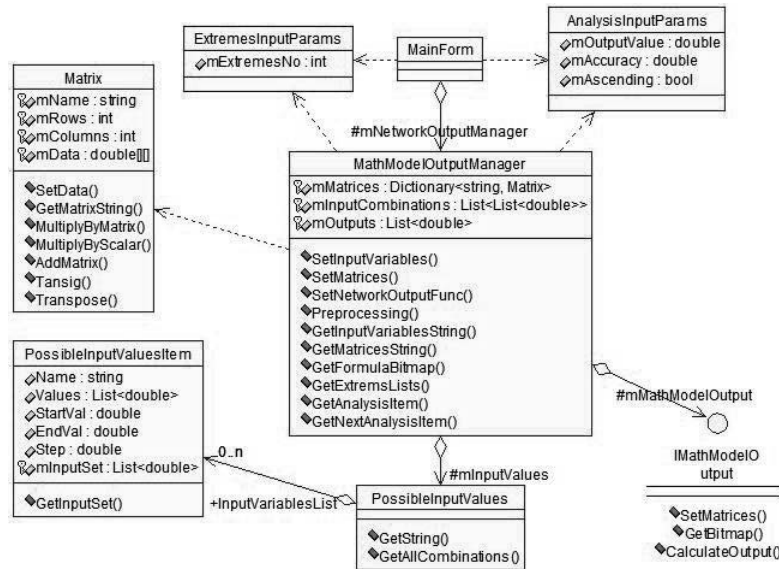 ExtremesInputParams
mExtremesNo : int
MainForm
AnalysisInputParams
mOutputValue : double
mAccuracy : double
mAscending : bool
#mNetworkOutputManager
Matrix
mName : string
mRows : int
mColumns : int
mData : double[][]
SetData()
GetMatrixString()
MultiplyByMatrix()
MultiplyByScalar()
AddMatrix()
Tansig()
Transpose()
MathModelOutputManager
mMatrices : Dictionary<string, Matrix>
mInputCombinations : List<List<double>>
mOutputs : List<double>
SetInputVariables()
SetMatrices()
SetNetworkOutputFunc()
Preprocessing()
GetInputVariablesString()
GetMatricesString()
GetFormulaBitmap()
GetExtremsLists()
GetAnalysisItem()
GetNextAnalysisItem()
PossibleInputValuesItem
Name : string
Values : List<double>
StartVal : double
EndVal : double
Step : double
mInputSet : List<double>
GetInputSet()
0..n
+InputVariablesList
#mInputValues
PossibleInputValues
GetString()
GetAllCombinations()
#mMathModelOutput
IMathModelO
utput
SetMatrices()
GetBitmap()
CalculateOutput()